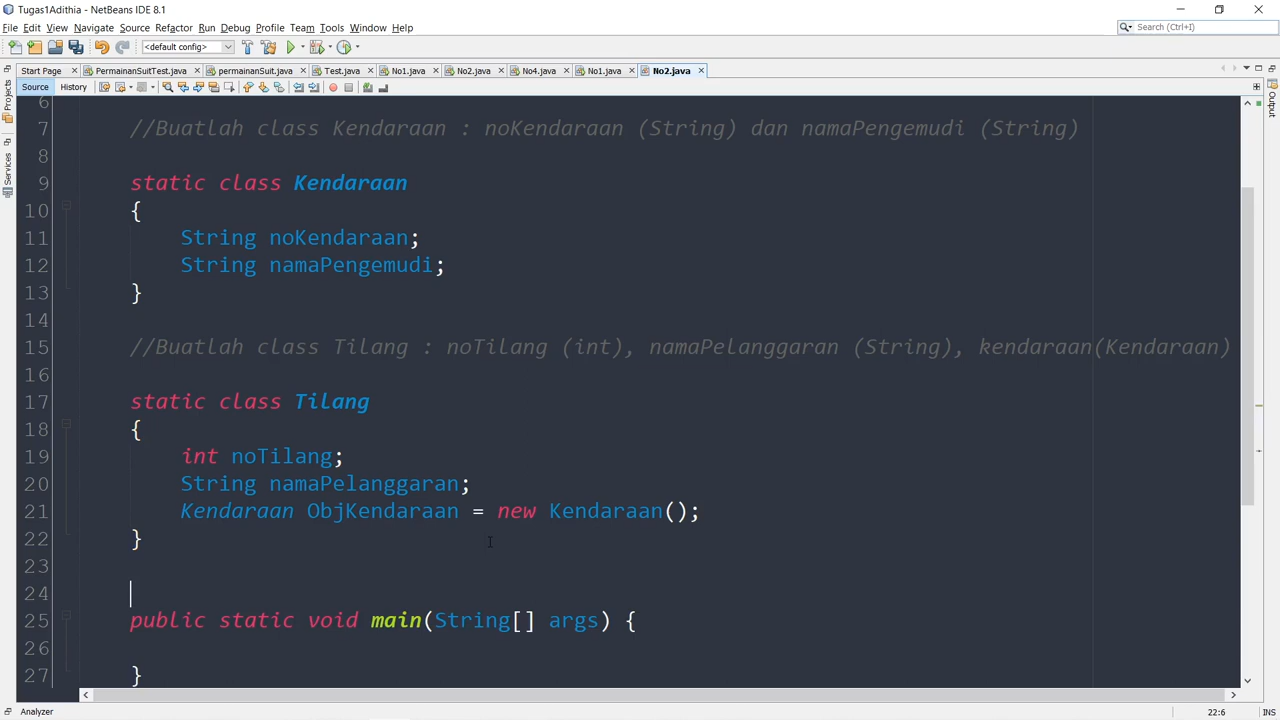 Tugas1Adithia - NetBeans IDE 8.1
File Edit View Navigate Source Refactor Run Debug Profile Team Tools Window Help
Search (Ctrl+I)
<default config>
Start Page PermainanSuitTest.java permainanSuit.java Test.java No1.java No2.java No4.java No1.java No2.java
Source History
Projects
Services
Output
6
7 //Buatlah class Kendaraan : noKendaraan (String) dan namaPengemudi (String)
8
9 static class Kendaraan
10 {
11 String noKendaraan;
12 String namaPengemudi;
13 }
14
15 //Buatlah class Tilang : noTilang (int), namaPelanggaran (String), kendaraan(Kendaraan)
16
17 static class Tilang
18 {
19 int noTilang;
20 String namaPelanggaran;
21 Kendaraan ObjKendaraan = new Kendaraan();
22 }
23
24
25 public static void main(String[] args) {
26
27 }
Analyzer
22:6 INS